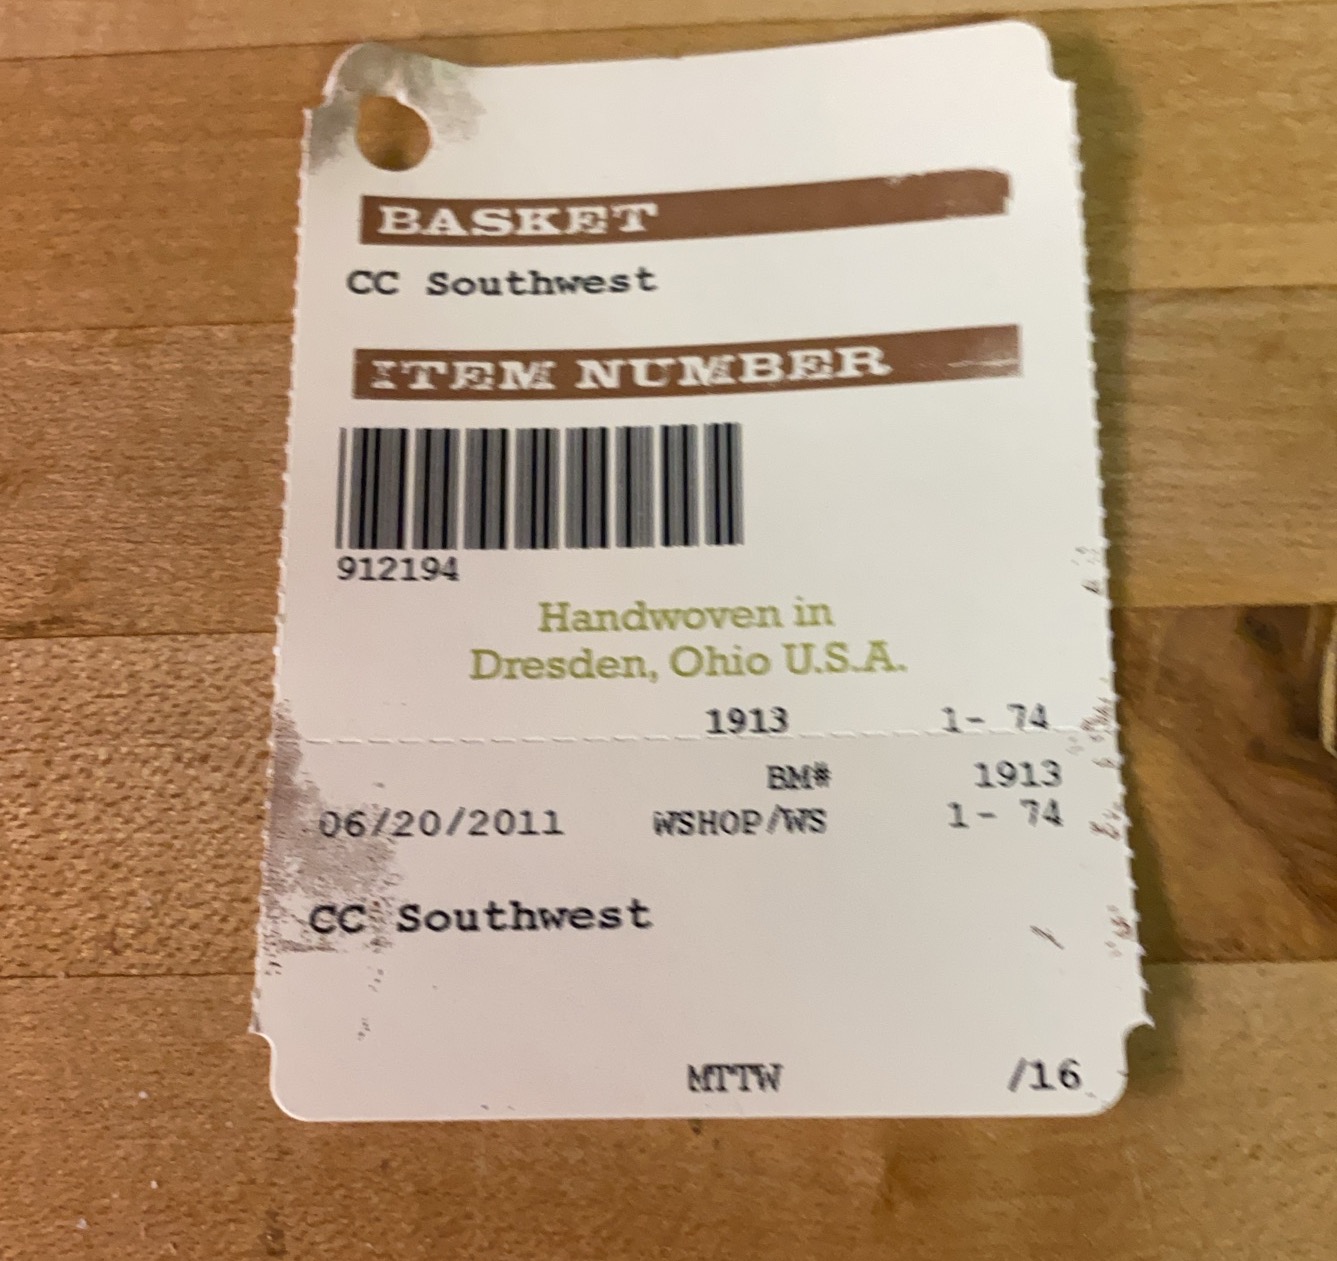 BASKET
CC Southwest
ITEM NUMBER
912194
Handwoven in
Dresden, Ohio U.S.A.
1913 1- 74
BM# 1913
06/20/2011 WSHOP/WS 1- 74
CC Southwest
MTTW /16